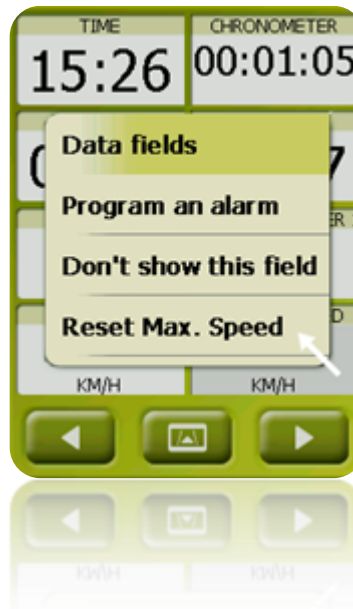 TIME CHRONOMETER
15:26 00:01:05
Data fields
Program an alarm
Don't show this field
Reset Max. Speed
KM/H KM/H